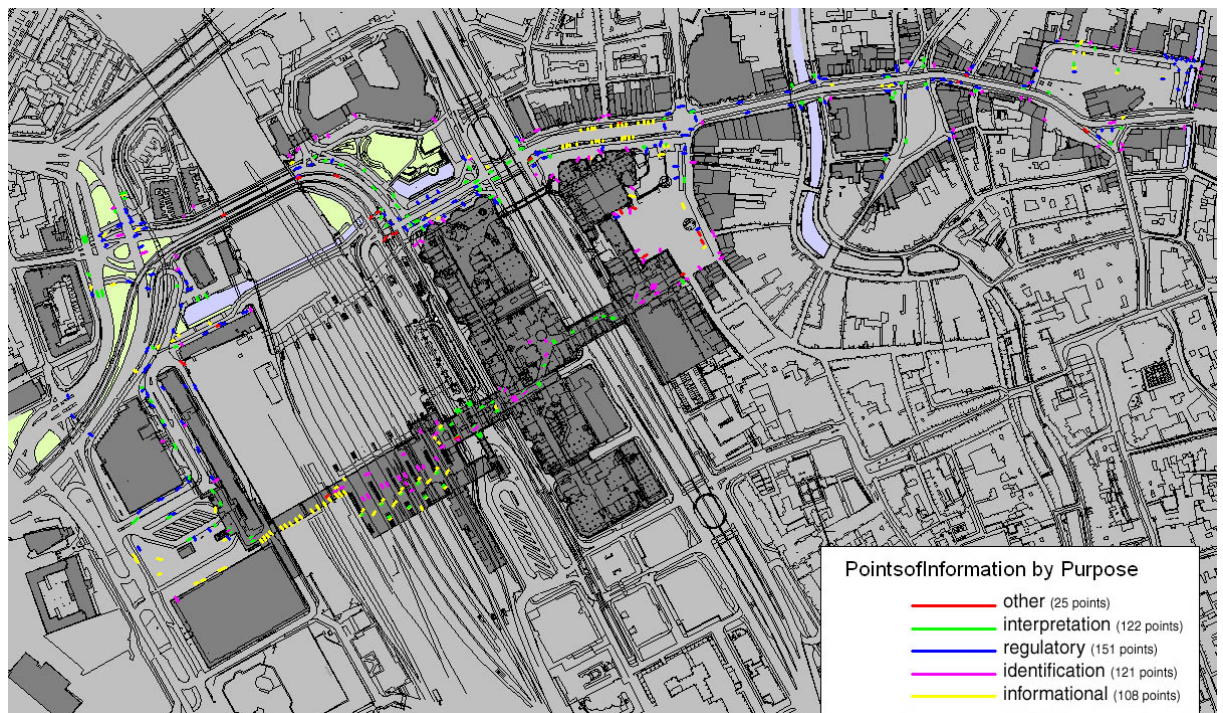 PointsofInformation by Purpose
other (25 points)
interpretation (122 points)
regulatory (151 points)
identification (121 points)
informational (108 points)